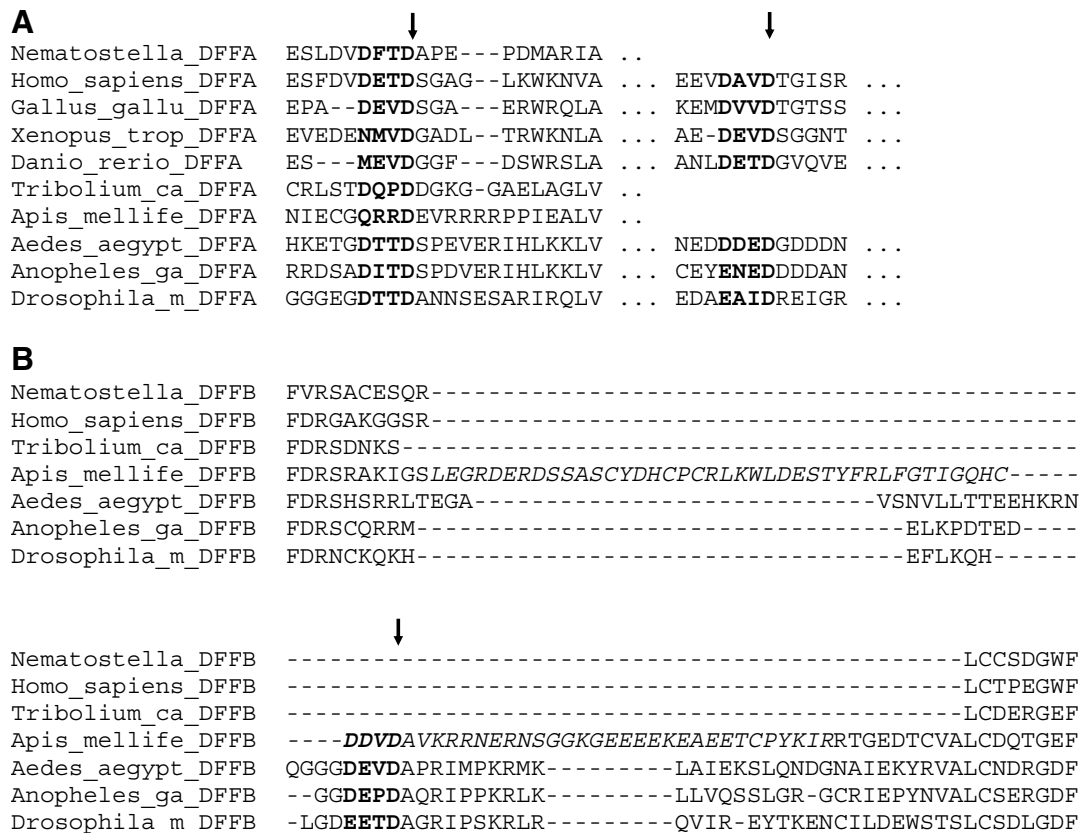 A
Nematostella_DFFA ESLDVDFTDAPE---PDMARIA ..
Homo_sapiens_DFFA ESFDVDETDSGAG--LKWKNVA ... EEVDAVDTGISR ...
Gallus_gallu_DFFA EPA--DEVDSGA---ERWRQLA ... KEMDVVDTGTSS ...
Xenopus_trop_DFFA EVEDENMVDGADL--TRWKNLA ... AE-DEVDSGGNT ...
Danio_rerio_DFFA ES---MEVDGGF---DSWRSLA ... ANLDETDGVQVE ...
Tribolium_ca_DFFA CRLSTDQPDDGKG-GAELAGLV ..
Apis_mellife_DFFA NIECGQRRDEVRRRRPPIEALV ..
Aedes_aegypt_DFFA HKETGDTTDSPEVERIHLKKLV ... NEDDDEDGDDDN ...
Anopheles_ga_DFFA RRDSADITDSPDVERIHLKKLV ... CEYENEDDDDAN ...
Drosophila_m_DFFA GGGEGDTTDANNSESARIRQLV ... EDAEAIDREIGR ...
B
Nematostella_DFFB FVRSACESQR---------------------------------------------
Homo_sapiens_DFFB FDRGAKGGSR---------------------------------------------
Tribolium_ca_DFFB FDRSDNKS-----------------------------------------------
Apis_mellife_DFFB FDRSRAKIGSLEGRDERDSSASCYDHCPCRLKWLDESTYFRLFGTIGQHC-----
Aedes_aegypt_DFFB FDRSHSRRLTEGA----------------------------VSNVLLTTEEHKRN
Anopheles_ga_DFFB FDRSCQRRM----------------------------------ELKPDTED----
Drosophila_m_DFFB FDRNCKQKH----------------------------------EFLKQH------
Nematostella_DFFB -----------------------------------------------LCCSDGWF
Homo_sapiens_DFFB -----------------------------------------------LCTPEGWF
Tribolium_ca_DFFB -----------------------------------------------LCDERGEF
Apis_mellife_DFFB ----DDVDAVKRRNERNSGGKGEEEEKEAEETCPYKIRRTGEDTCVALCDQTGEF
Aedes_aegypt_DFFB QGGGDEVDAPRIMPKRMK---------LAIEKSLQNDGNAIEKYRVALCNDRGDF
Anopheles_ga_DFFB --GGDEPDAQRIPPKRLK---------LLVQSSLGR-GCRIEPYNVALCSERGDF
Drosophila_m_DFFB -LGDEETDAGRIPSKRLR---------QVIR-EYTKENCILDEWSTSLCSDLGDF